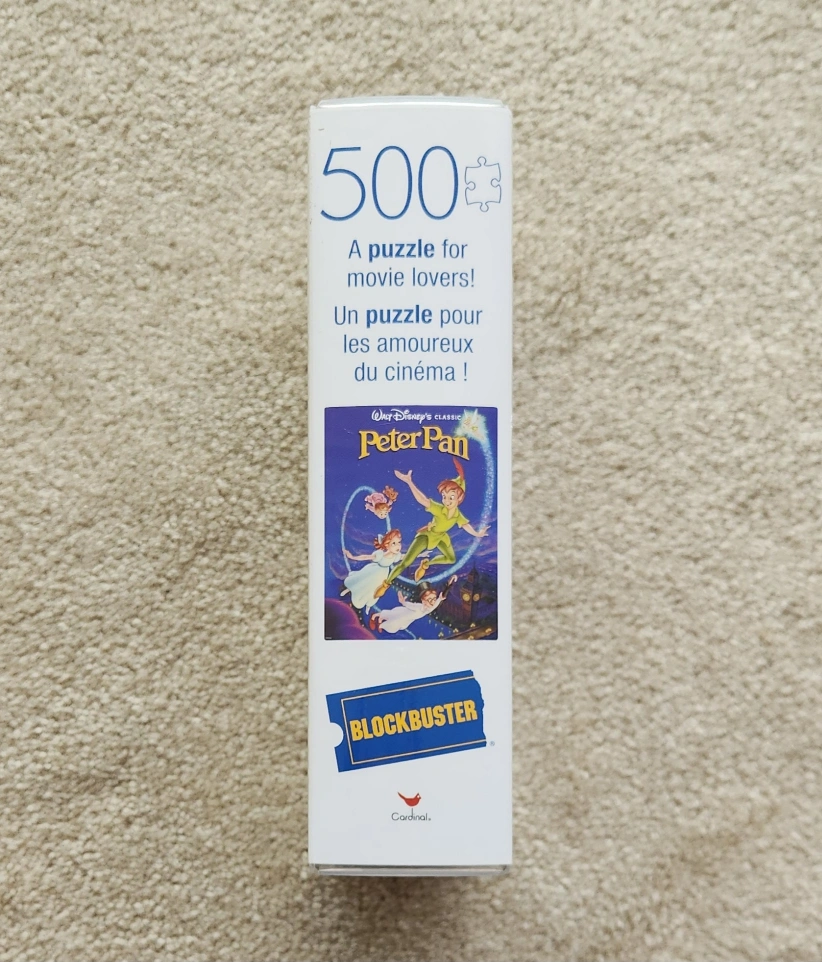 500
A puzzle for
movie lovers!
Un puzzle pour
les amoureux
du cinéma !
WALT DISNEY'S CLASSIC
Peter Pan
BLOCKBUSTER®
Cardinal®